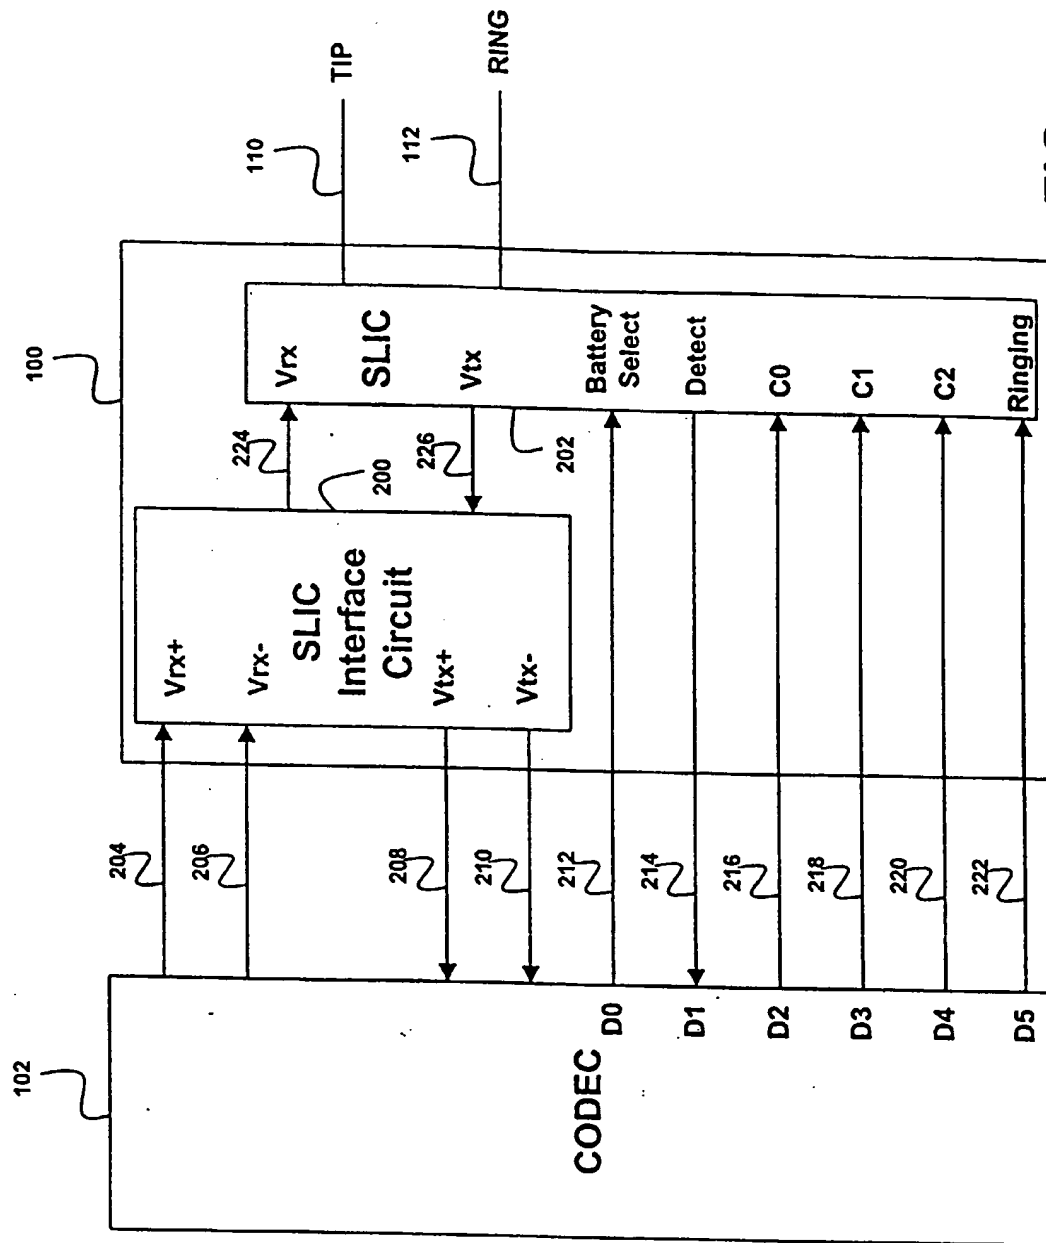 102
CODEC
D0
D1
D2
D3
D4
D5
204
206
208
210
212
214
216
218
220
222
100
Vrx+
Vrx-
SLIC
Interface
Circuit
Vtx+
Vtx-
200
224
226
202
Vrx
SLIC
Vtx
Battery
Select
Detect
C0
C1
C2
Ringing
110
TIP
112
RING